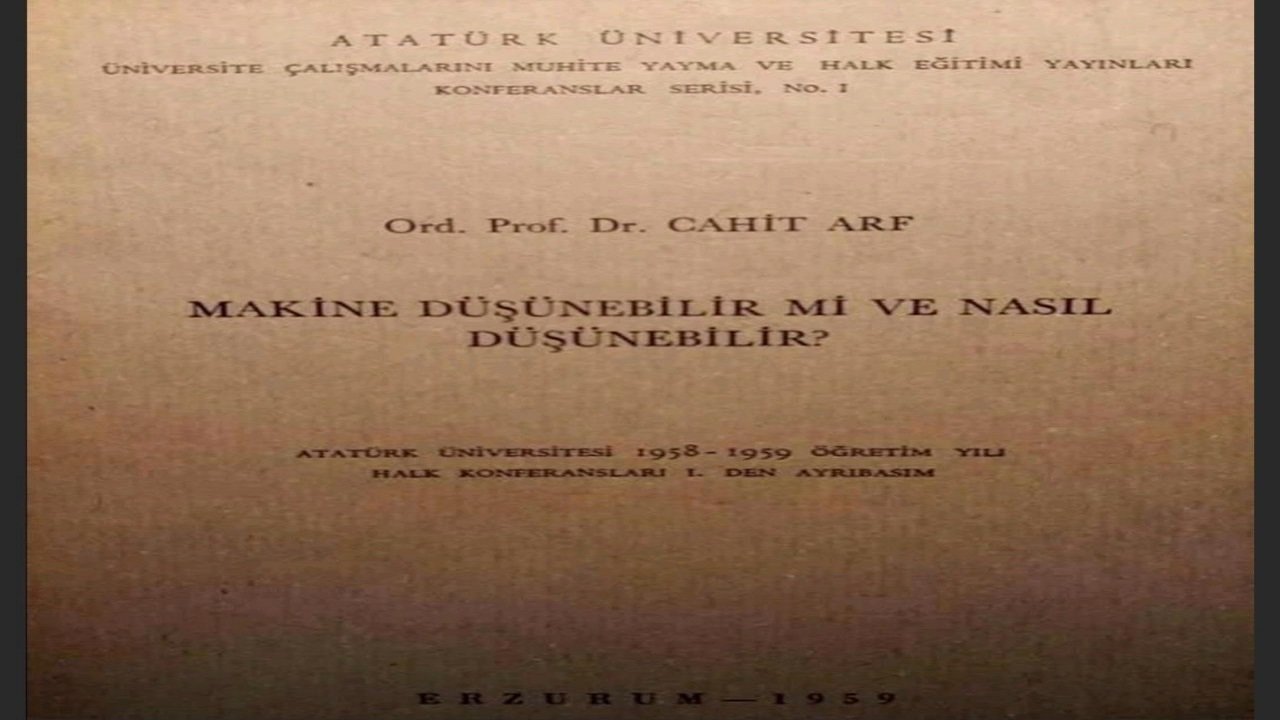 ATATÜRK ÜNİVERSİTESİ
ÜNİVERSİTE ÇALIŞMALARINI MUHİTE YAYMA VE HALK EĞİTİMİ YAYINLARI
KONFERANSLAR SERİSİ, No. I
Ord. Prof. Dr. CAHİT ARF
MAKİNE DÜŞÜNEBİLİR Mİ VE NASIL
DÜŞÜNEBİLİR?
ATATÜRK ÜNİVERSİTESİ 1958-1959 ÖĞRETİM YILI
HALK KONFERANSLARI I. DEN AYRIBASIM
ERZURUM—1959